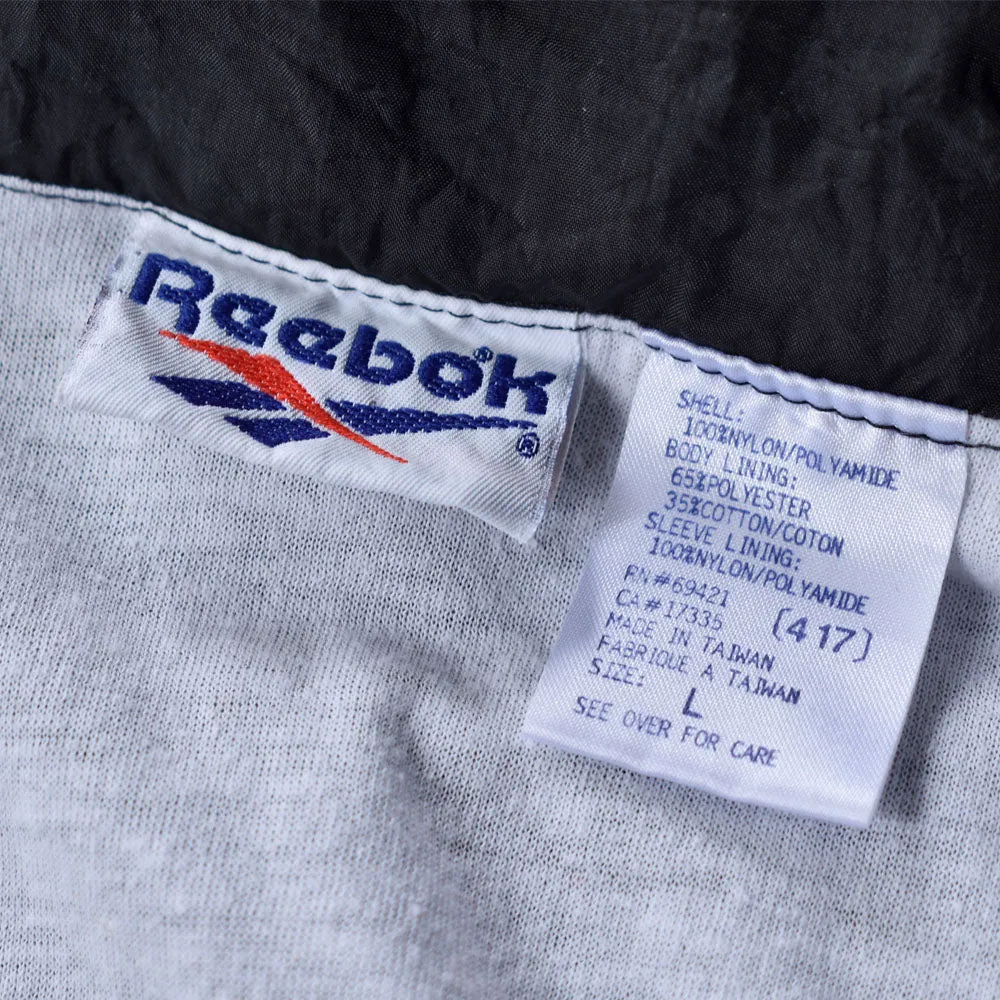 Reebok®
®
SHELL:
100%NYLON/POLYAMIDE
BODY LINING:
65%POLYESTER
35%COTTON/COTON
SLEEVE LINING:
100%NYLON/POLYAMIDE
RN#69421
CA#17335 (417)
MADE IN TAIWAN
FABRIQUE A TAIWAN
SIZE: L
SEE OVER FOR CARE